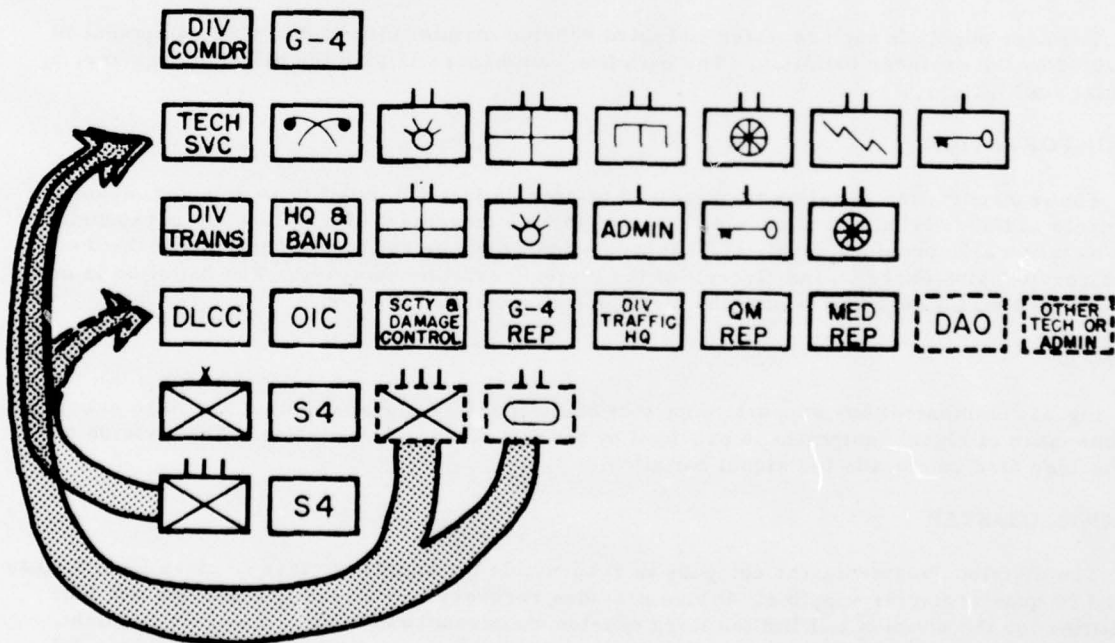 DIV
COMDR
G-4
TECH
SVC
DIV
TRAINS
HQ &
BAND
ADMIN
DLCC
OIC
SCTY &
DAMAGE
CONTROL
G-4
REP
DIV
TRAFFIC
HQ
QM
REP
MED
REP
DAO
OTHER
TECH OR
ADMIN
S4
S4